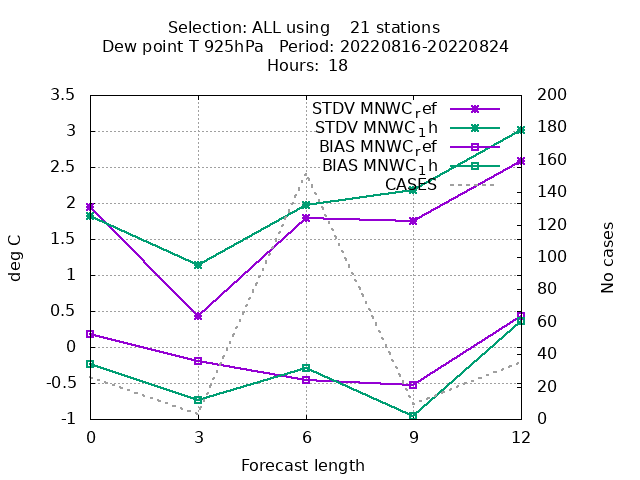 Selection: ALL using    21 stations
Dew point T 925hPa   Period: 20220816-20220824
Hours:  18
3.5
3
2.5
2
1.5
1
0.5
0
-0.5
-1
deg C
STDV MNWC_ref
STDV MNWC_1h
BIAS MNWC_ref
BIAS MNWC_1h
CASES
200
180
160
140
120
100
80
60
40
20
0
No cases
0 3 6 9 12
Forecast length